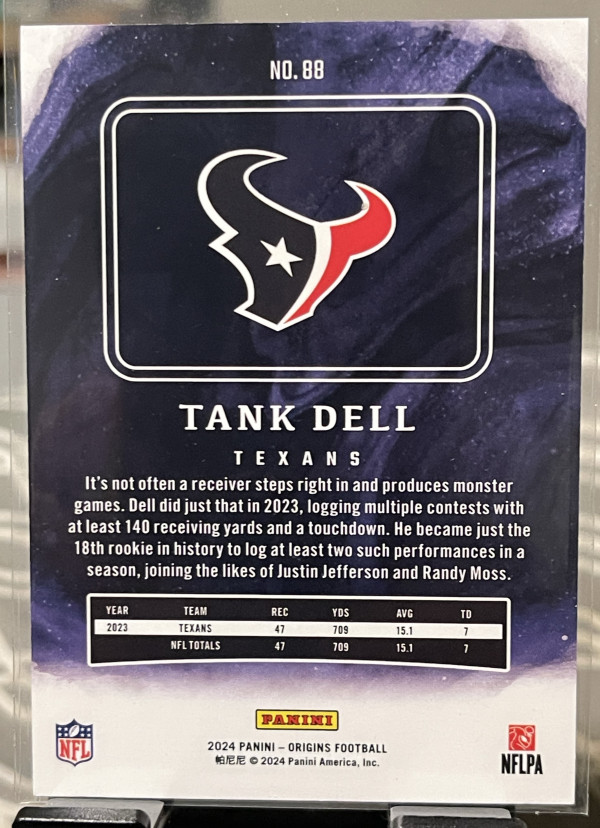 NO. 88
TANK DELL
TEXANS
It's not often a receiver steps right in and produces monster
games. Dell did just that in 2023, logging multiple contests with
at least 140 receiving yards and a touchdown. He became just the
18th rookie in history to log at least two such performances in a
season, joining the likes of Justin Jefferson and Randy Moss.
YEAR TEAM REC YDS AVG TD
2023 TEXANS 47 709 15.1 7
NFL TOTALS 47 709 15.1 7
PANINI
NFL
2024 PANINI – ORIGINS FOOTBALL
帕尼尼 © 2024 Panini America, Inc.
NFLPA